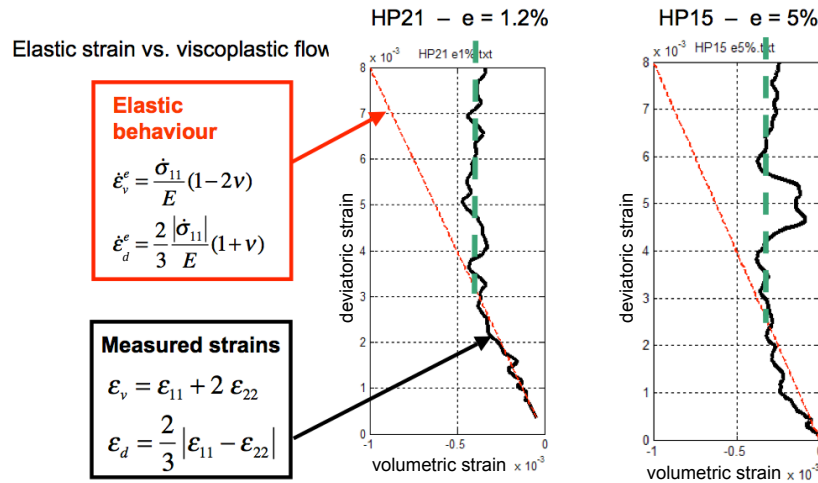 HP21 – e = 1.2%
HP15 – e = 5%
Elastic strain vs. viscoplastic flow
x 10⁻³
HP21 e1%.txt
x 10⁻³
HP15 e5%.txt
Elastic
behaviour
ε̇ᵥᵉ = σ̇₁₁/E (1−2ν)
ε̇_dᵉ = 2/3 |σ̇₁₁|/E (1+ν)
Measured strains
εᵥ = ε₁₁ + 2 ε₂₂
ε_d = 2/3 |ε₁₁ − ε₂₂|
deviatoric strain
8
7
6
5
4
3
2
1
0
-1
-0.5
0
volumetric strain x 10⁻³
deviatoric strain
8
7
6
5
4
3
2
1
0
-1
-0.5
0
volumetric strain x 10⁻³